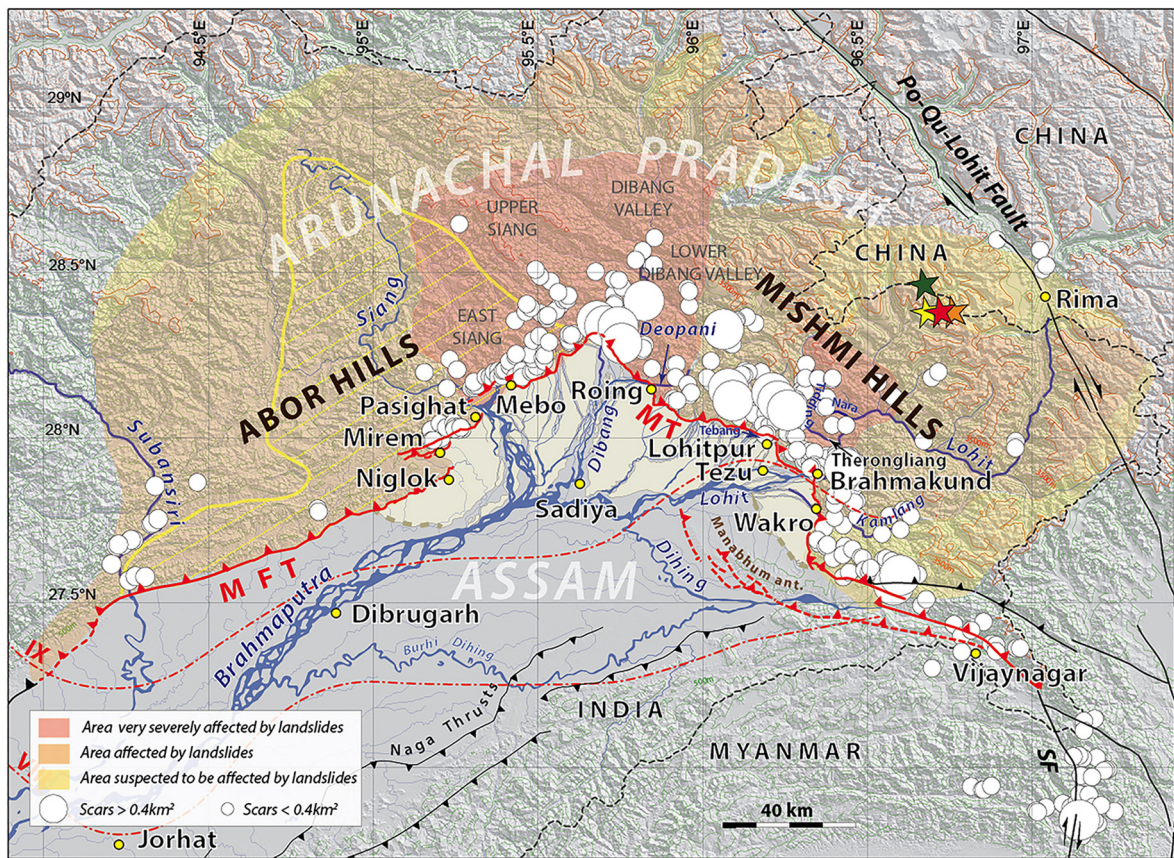 94.5°E
95°E
95.5°E
96°E
96.5°E
97°E
29°N
28.5°N
28°N
27.5°N
Po-Qu-Lohit Fault
CHINA
ARUNACHAL PRADESH
DIBANG
VALLEY
UPPER
SIANG
LOWER
DIBANG VALLEY
CHINA
Rima
Siang
EAST
SIANG
Deopani
MISHMI HILLS
ABOR HILLS
Roing
Pasighat
Mebo
MT
Nara
Mirem
Dibang
Tebang
Lohitpur
Lohit
Therongliang
Niglok
Tezu
Brahmakund
Subansiri
Sadiya
Lohit
Wakro
Kamlang
Manabhum ant.
MFT
ASSAM
Dihing
Brahmaputra
Dibrugarh
IX
Burhi Dihing
Vijaynagar
Naga Thrusts
INDIA
MYANMAR
SF
500m
3500m
Area very severely affected by landslides
Area affected by landslides
Area suspected to be affected by landslides
Scars > 0.4km²
Scars < 0.4km²
40 km
Jorhat